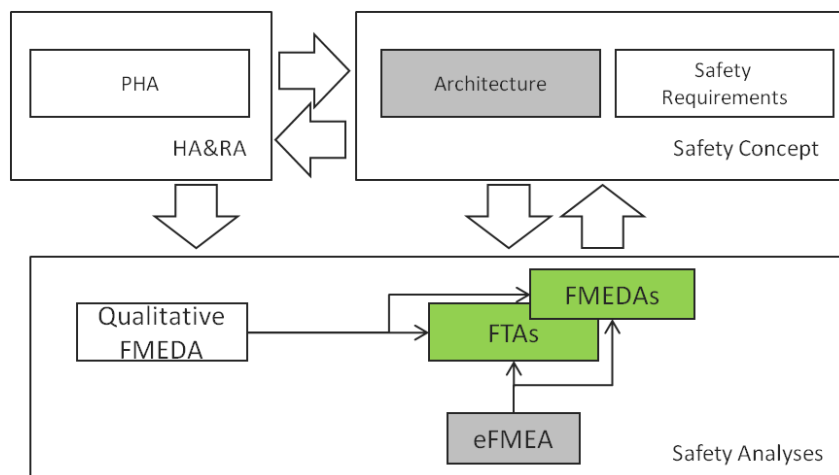 PHA
HA&RA
Architecture
Safety
Requirements
Safety Concept
Qualitative
FMEDA
FMEDAs
FTAs
eFMEA
Safety Analyses